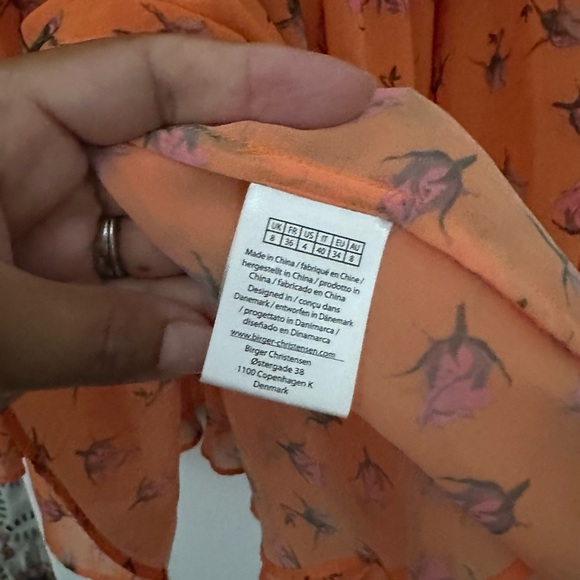 UK FR US IT EU AU
8 36 4 40 34 8
Made in China / fabriqué en Chine /
hergestellt in China / prodotto in
China / fabricado en China
Designed in / conçu dans
Danemark / entworfen in Dänemark
/ progettato in Danimarca /
diseñado en Dinamarca
www.birger-christensen.com
Birger Christensen
Østergade 38
1100 Copenhagen K
Denmark